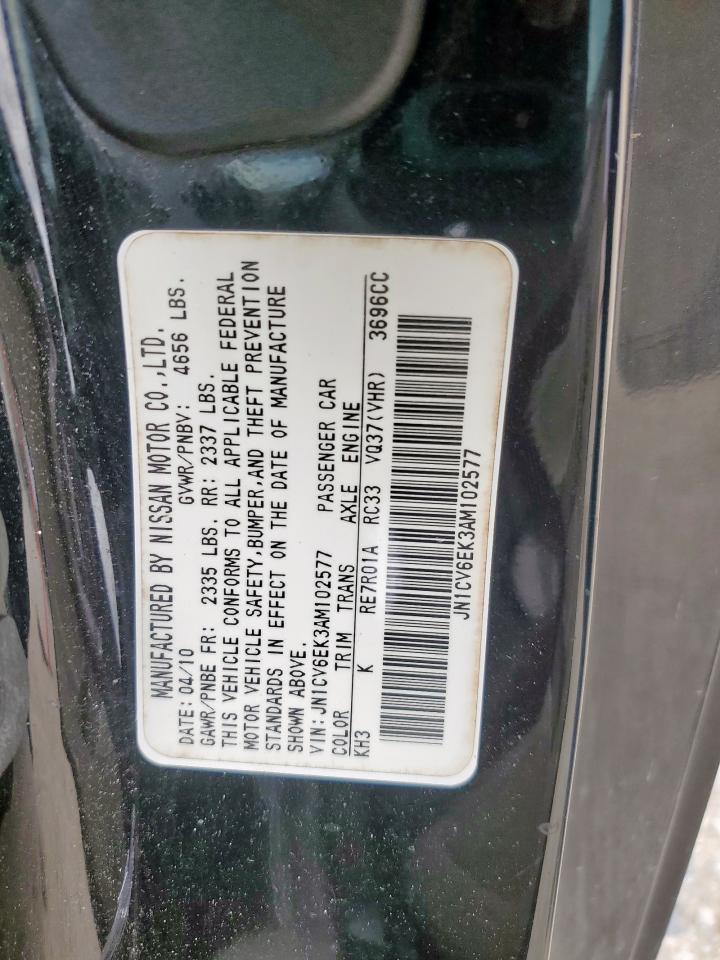 MANUFACTURED BY NISSAN MOTOR CO.,LTD.
DATE: 04/10 GVWR/PNBV: 4656 LBS.
GAWR/PNBE FR: 2335 LBS. RR: 2337 LBS.
THIS VEHICLE CONFORMS TO ALL APPLICABLE FEDERAL
MOTOR VEHICLE SAFETY,BUMPER,AND THEFT PREVENTION
STANDARDS IN EFFECT ON THE DATE OF MANUFACTURE
SHOWN ABOVE.
VIN:JN1CV6EK3AM102577 PASSENGER CAR
COLOR TRIM TRANS AXLE ENGINE
KH3 K RE7R01A RC33 VQ37(VHR) 3696CC
JN1CV6EK3AM102577